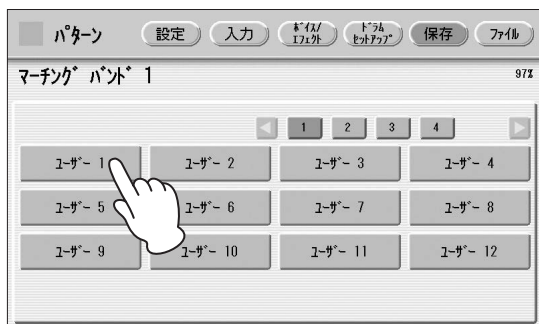 パターン 設定 入力 ボイス/エフェクト ドラムセットアップ 保存 ファイル
マーチング バンド 1 97%
1 2 3 4
ユーザー 1 ユーザー 2 ユーザー 3 ユーザー 4
ユーザー 5 ユーザー 6 ユーザー 7 ユーザー 8
ユーザー 9 ユーザー 10 ユーザー 11 ユーザー 12